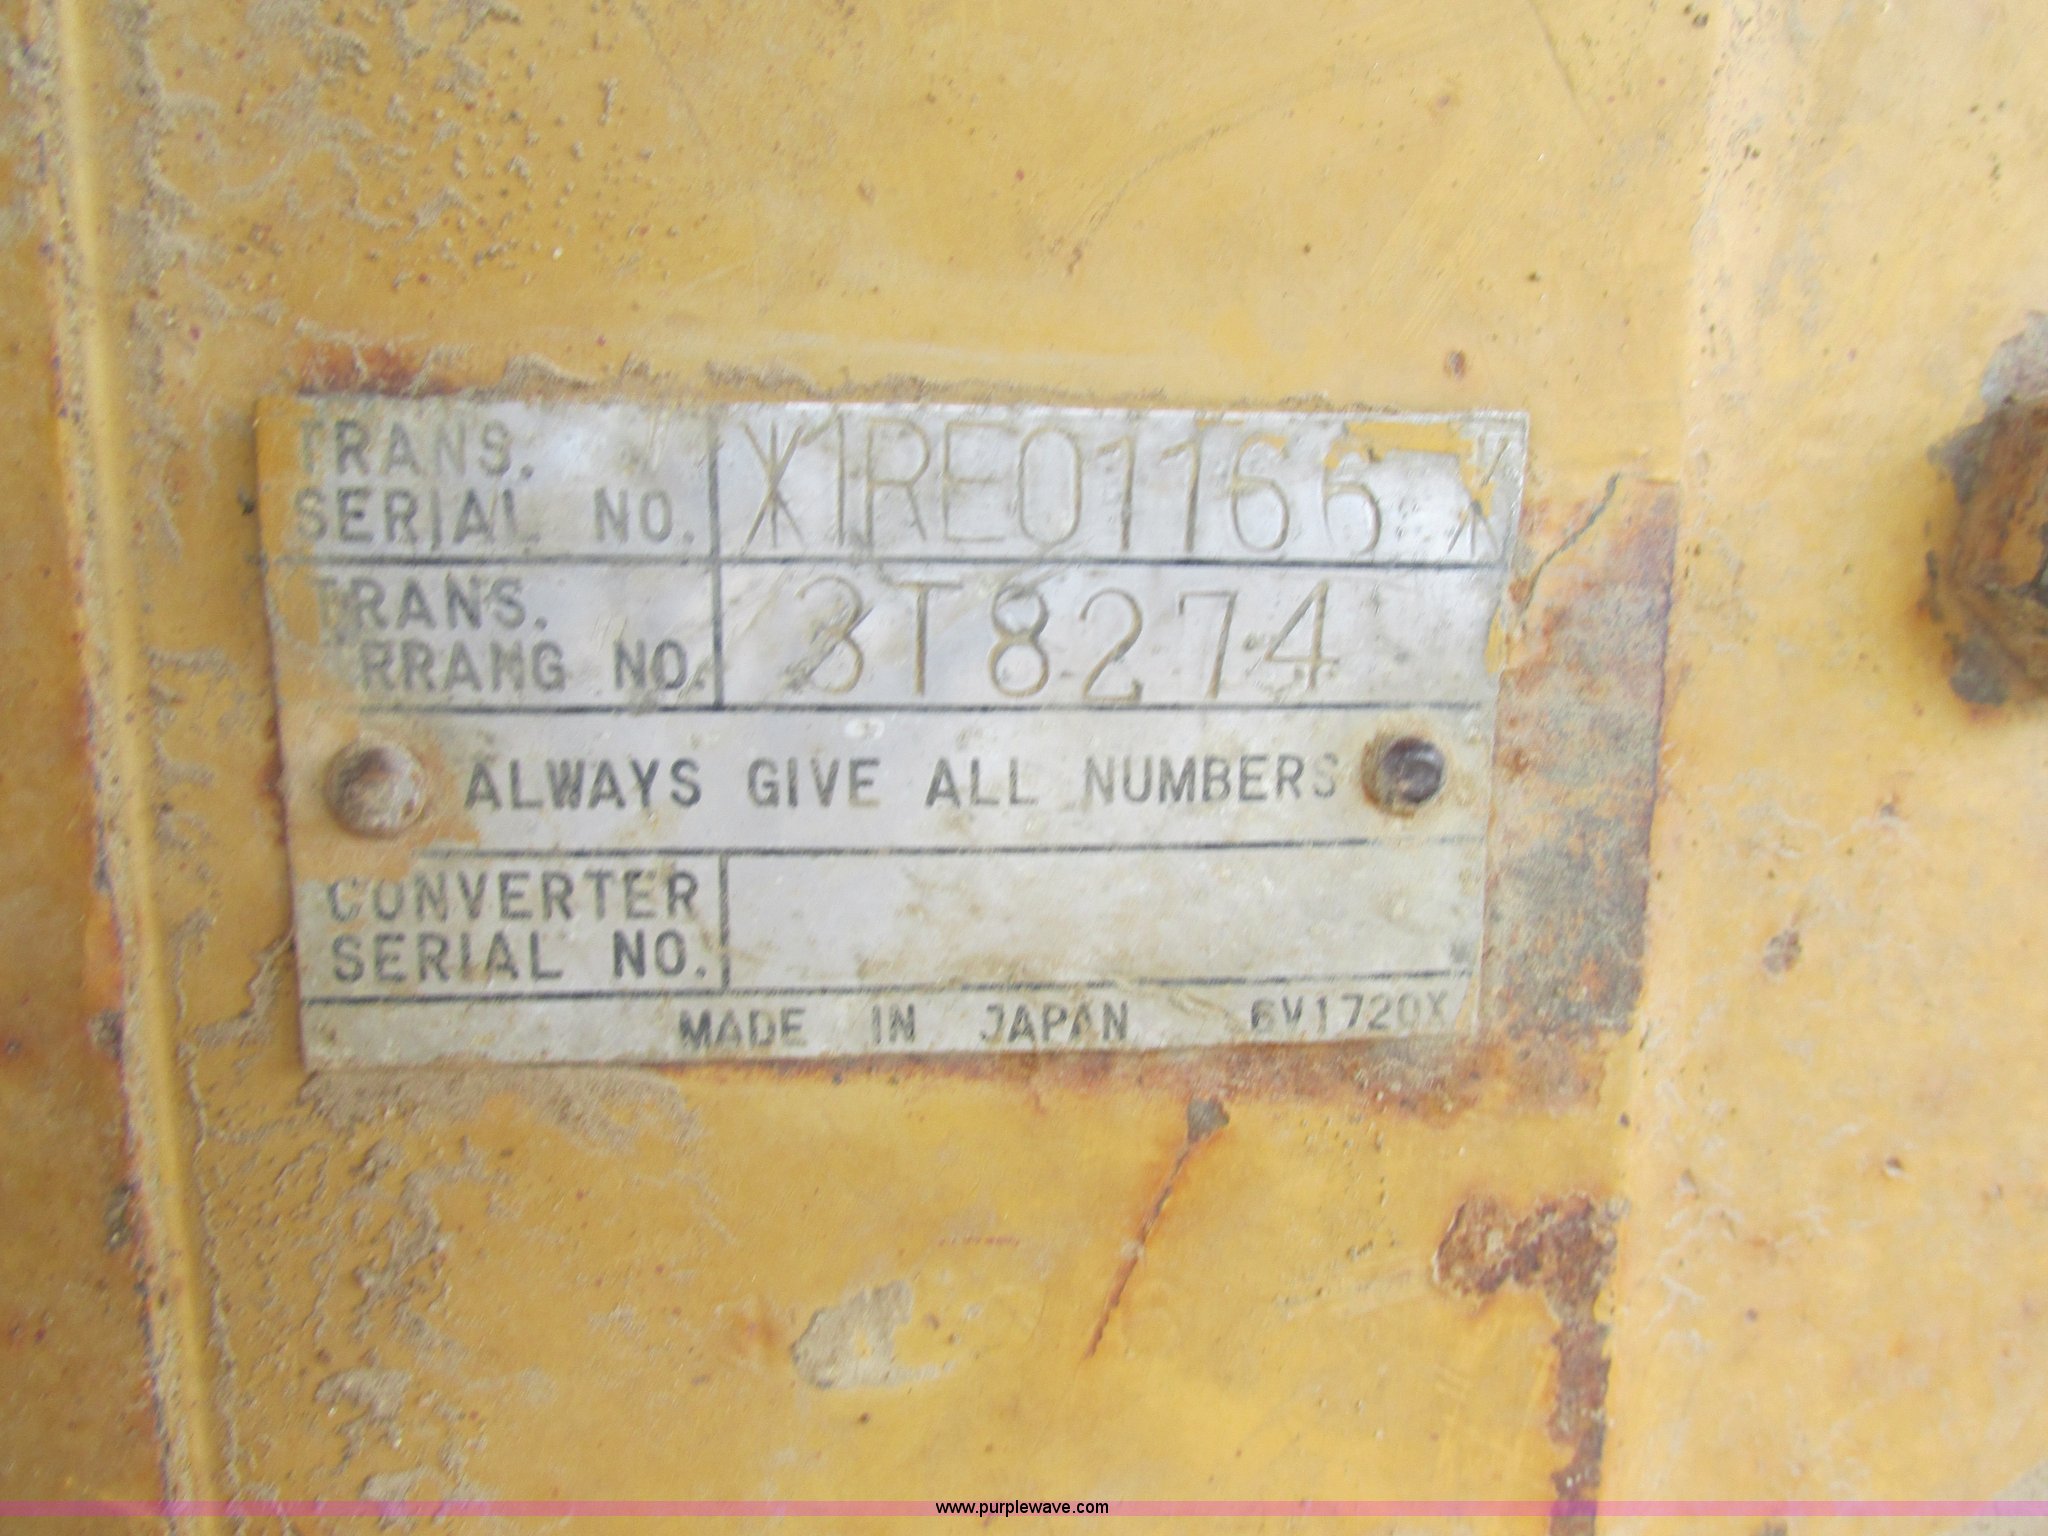 TRANS.
SERIAL NO.
*1RE01166*
TRANS.
ARRANG NO.
3T8274
ALWAYS GIVE ALL NUMBERS
CONVERTER
SERIAL NO.
MADE IN JAPAN 6V1720X
www.purplewave.com